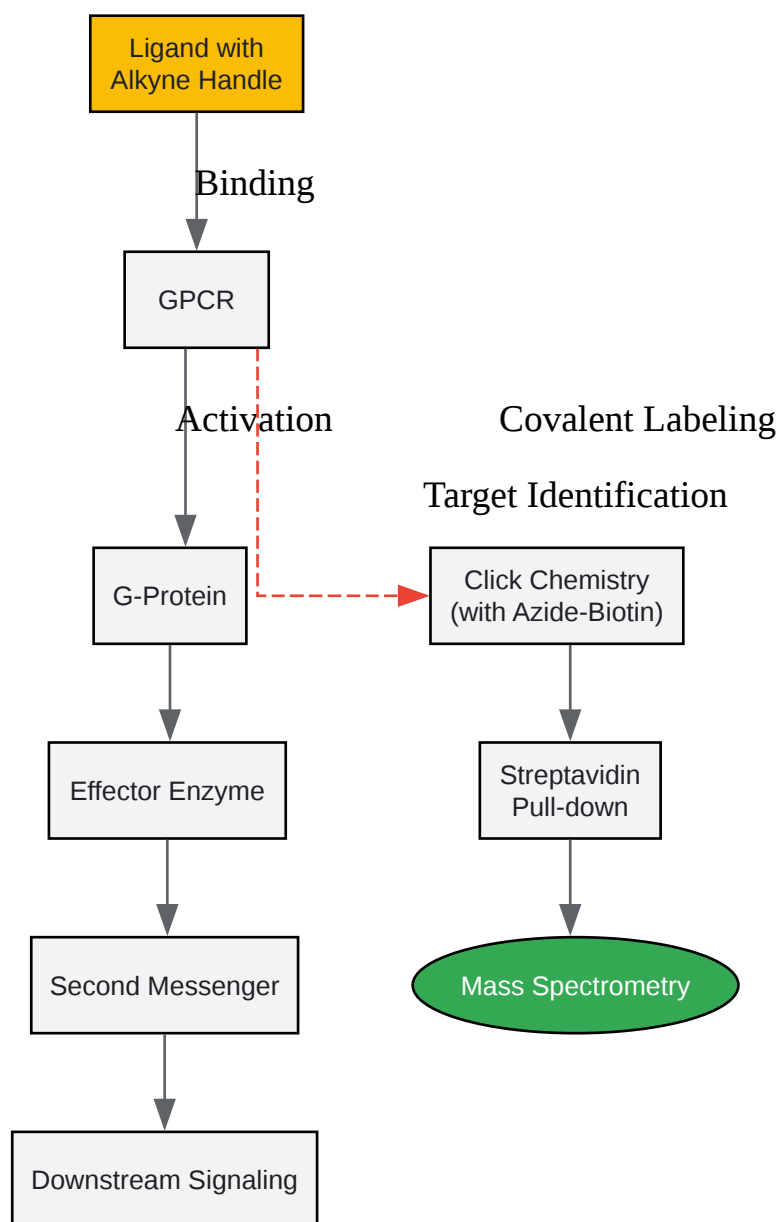 Ligand with
Alkyne Handle
Binding
GPCR
Activation
Covalent Labeling
Target Identification
G-Protein
Click Chemistry
(with Azide-Biotin)
Effector Enzyme
Streptavidin
Pull-down
Second Messenger
Mass Spectrometry
Downstream Signaling